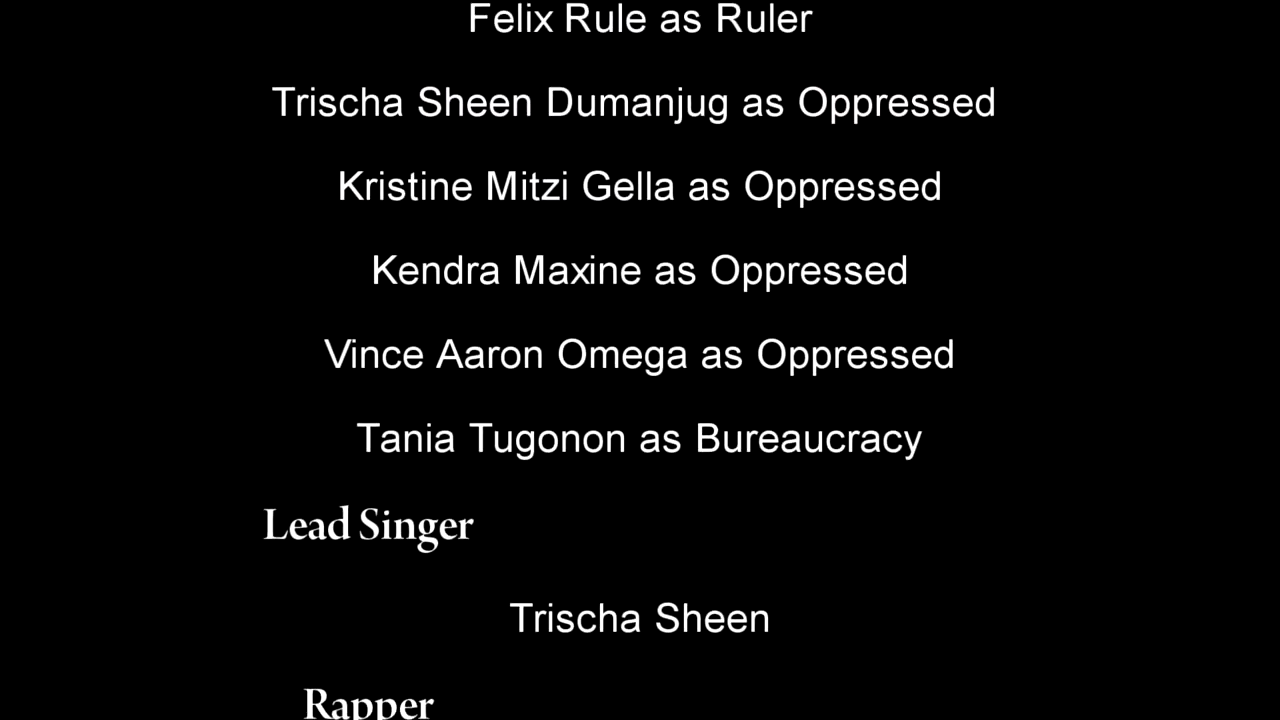 Felix Rule as Ruler
Trischa Sheen Dumanjug as Oppressed
Kristine Mitzi Gella as Oppressed
Kendra Maxine as Oppressed
Vince Aaron Omega as Oppressed
Tania Tugonon as Bureaucracy
Lead Singer
Trischa Sheen
Rapper